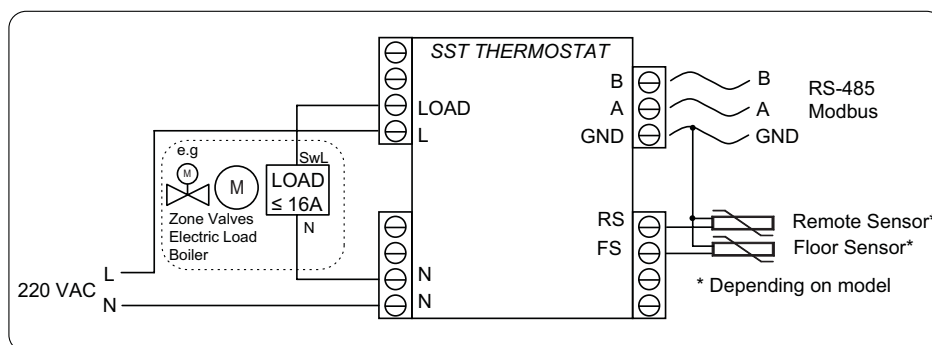 SST THERMOSTAT
LOAD
L
B
A
GND
B
A
GND
RS-485
Modbus
e.g
M
M
SwL
LOAD
≤ 16A
N
Zone Valves
Electric Load
Boiler
RS
FS
Remote Sensor*
Floor Sensor*
* Depending on model
N
N
220 VAC
L
N